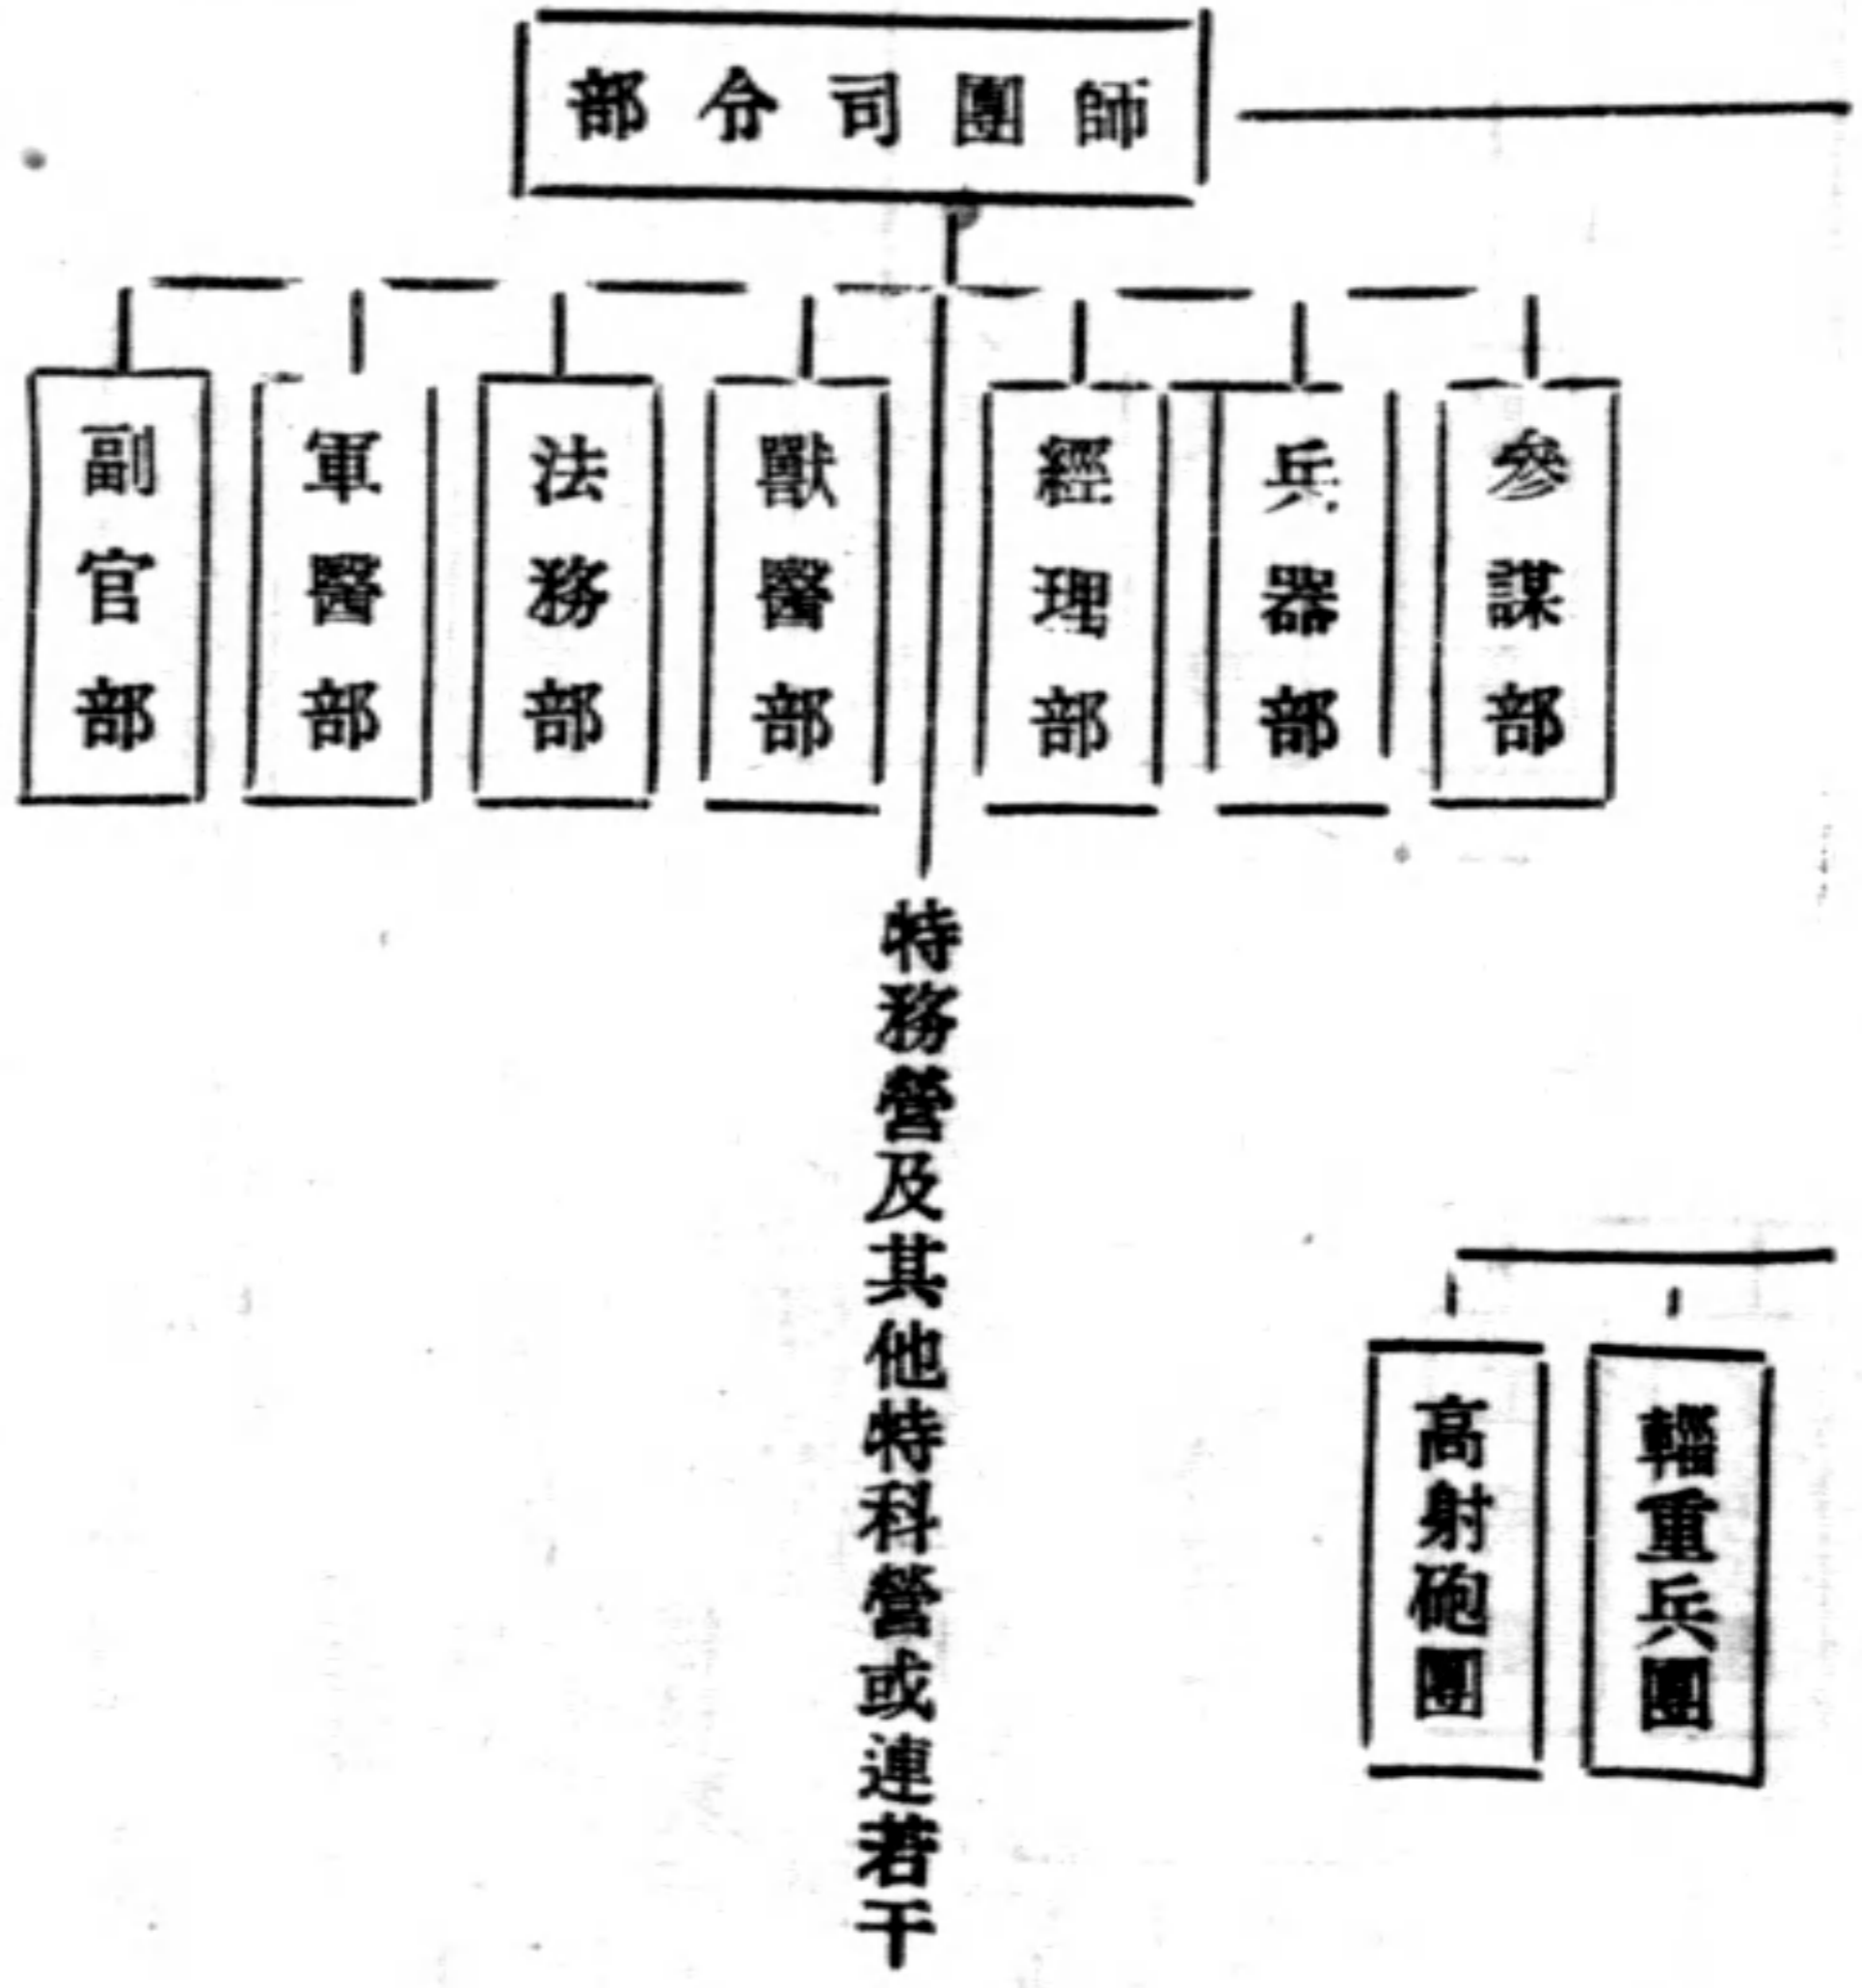 師團司令部
參謀部
兵器部
經理部
獸醫部
法務部
軍醫部
副官部
特務營及其他特科營或連若干
輜重兵團
高射砲團